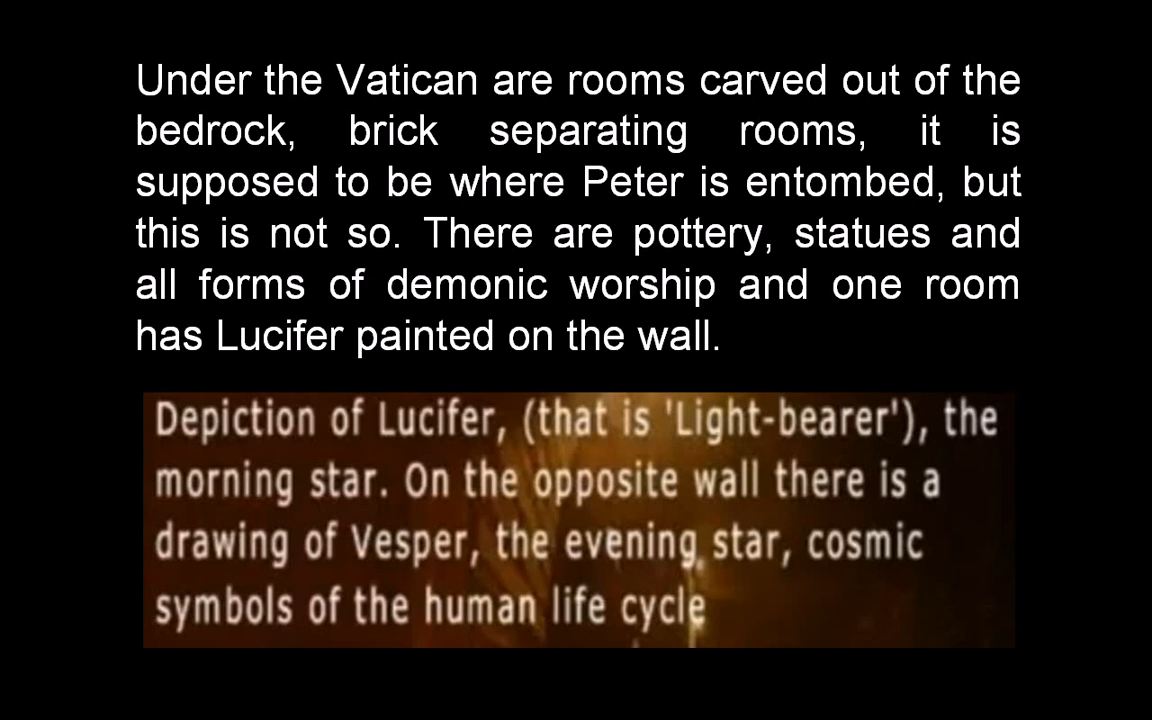 Under the Vatican are rooms carved out of the
bedrock, brick separating rooms, it is
supposed to be where Peter is entombed, but
this is not so. There are pottery, statues and
all forms of demonic worship and one room
has Lucifer painted on the wall.
Depiction of Lucifer, (that is 'Light-bearer'), the
morning star. On the opposite wall there is a
drawing of Vesper, the evening star, cosmic
symbols of the human life cycle